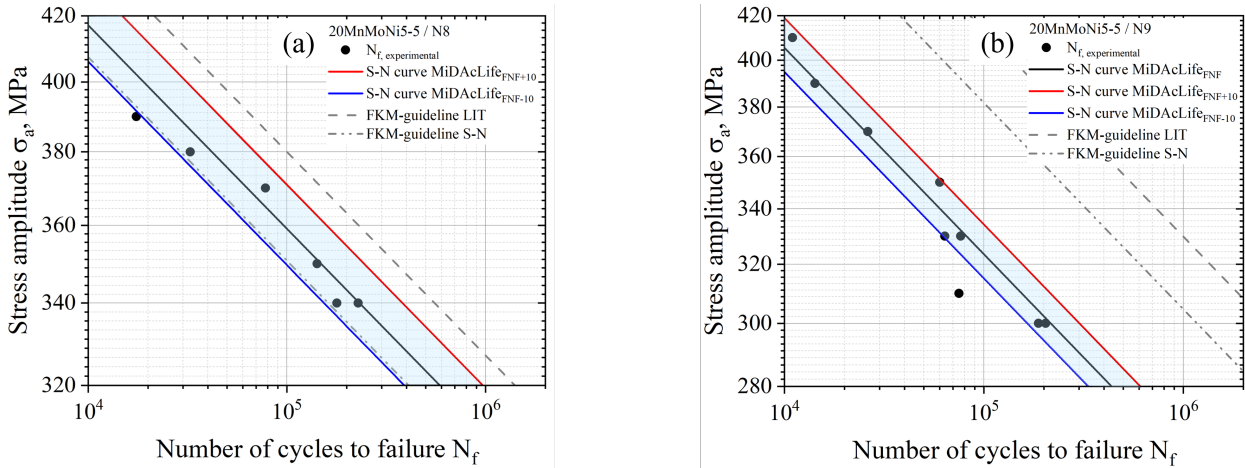 (a)
20MnMoNi5-5 / N8
N_f, experimental
S-N curve MiDAcLife_FNF+10
S-N curve MiDAcLife_FNF-10
FKM-guideline LIT
FKM-guideline S-N
420
400
380
360
340
320
Stress amplitude σ_a, MPa
10^4
10^5
10^6
Number of cycles to failure N_f
(b)
20MnMoNi5-5 / N9
N_f, experimental
S-N curve MiDAcLife_FNF
S-N curve MiDAcLife_FNF+10
S-N curve MiDAcLife_FNF-10
FKM-guideline LIT
FKM-guideline S-N
420
400
380
360
340
320
300
280
Stress amplitude σ_a, MPa
10^4
10^5
10^6
Number of cycles to failure N_f